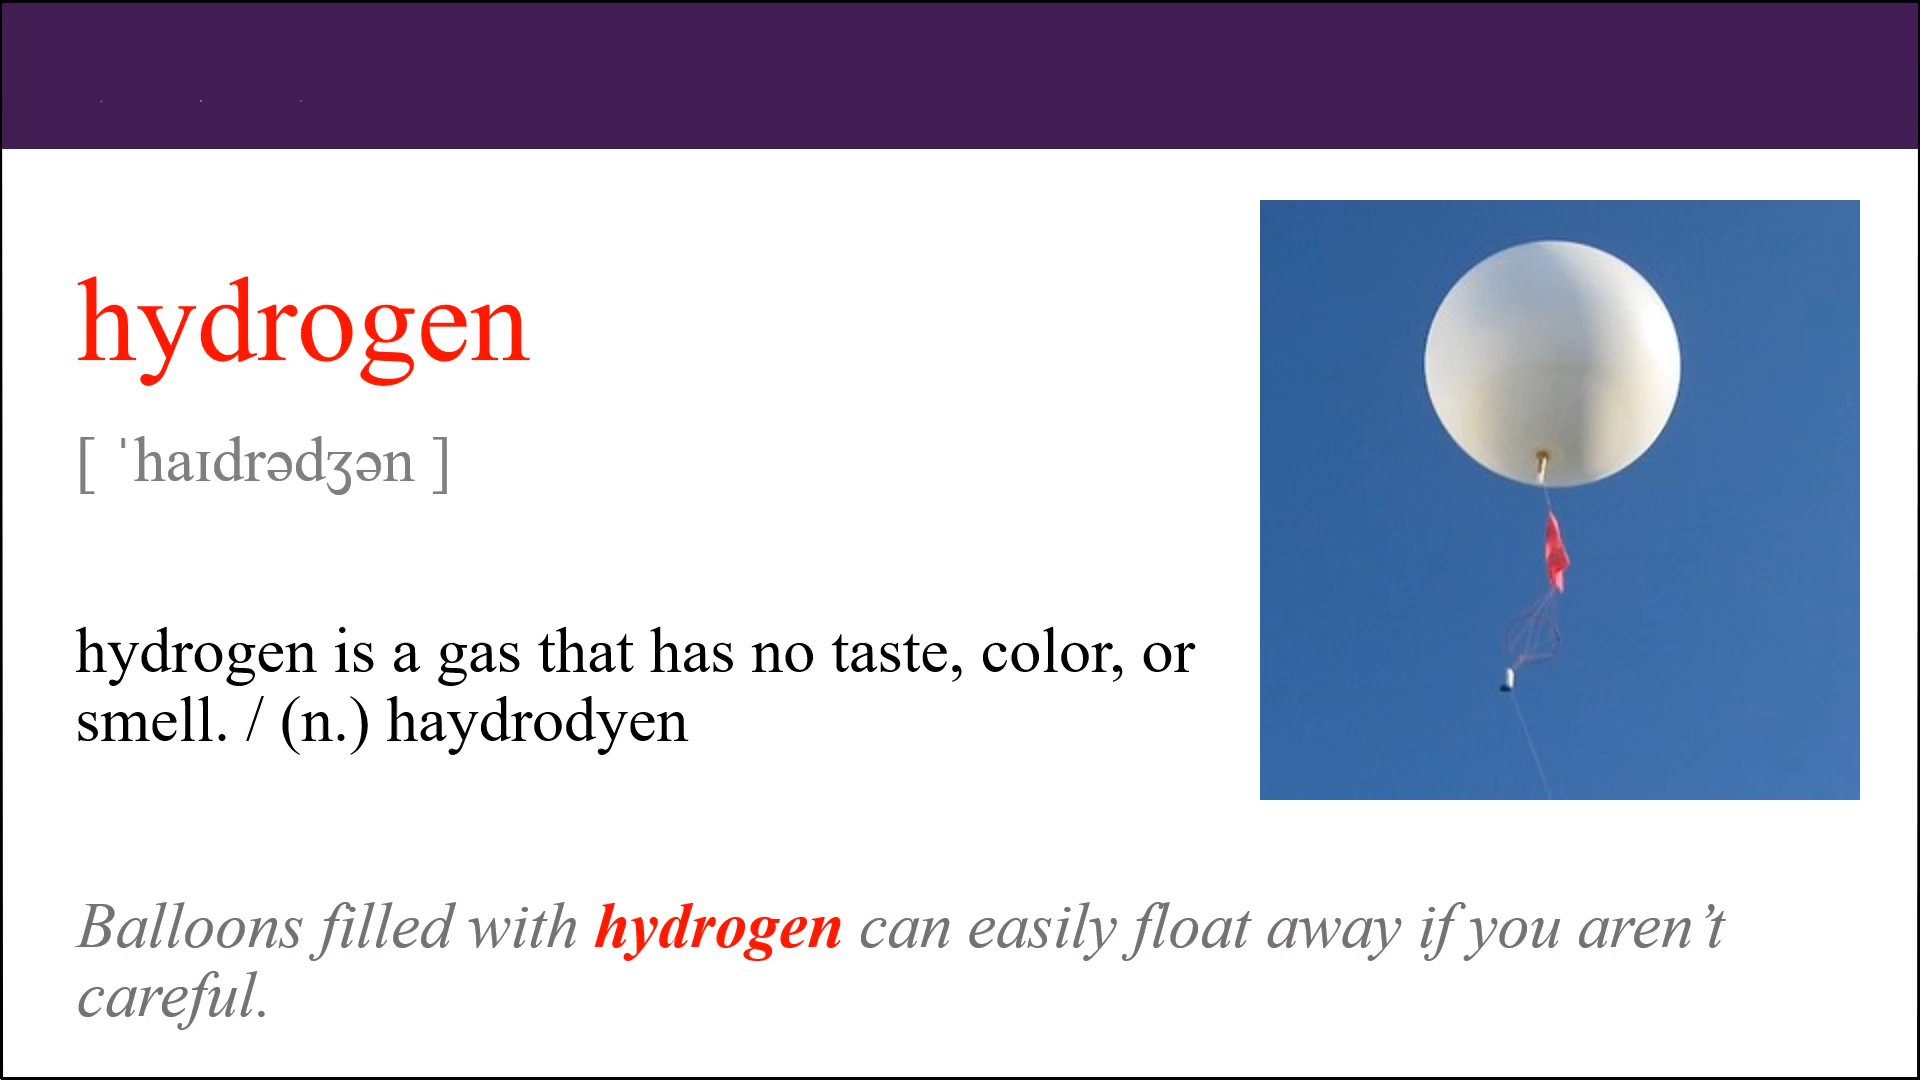 hydrogen
[ ˈhaɪdrədʒən ]
hydrogen is a gas that has no taste, color, or
smell. / (n.) haydrodyen
Balloons filled with hydrogen can easily float away if you aren’t
careful.